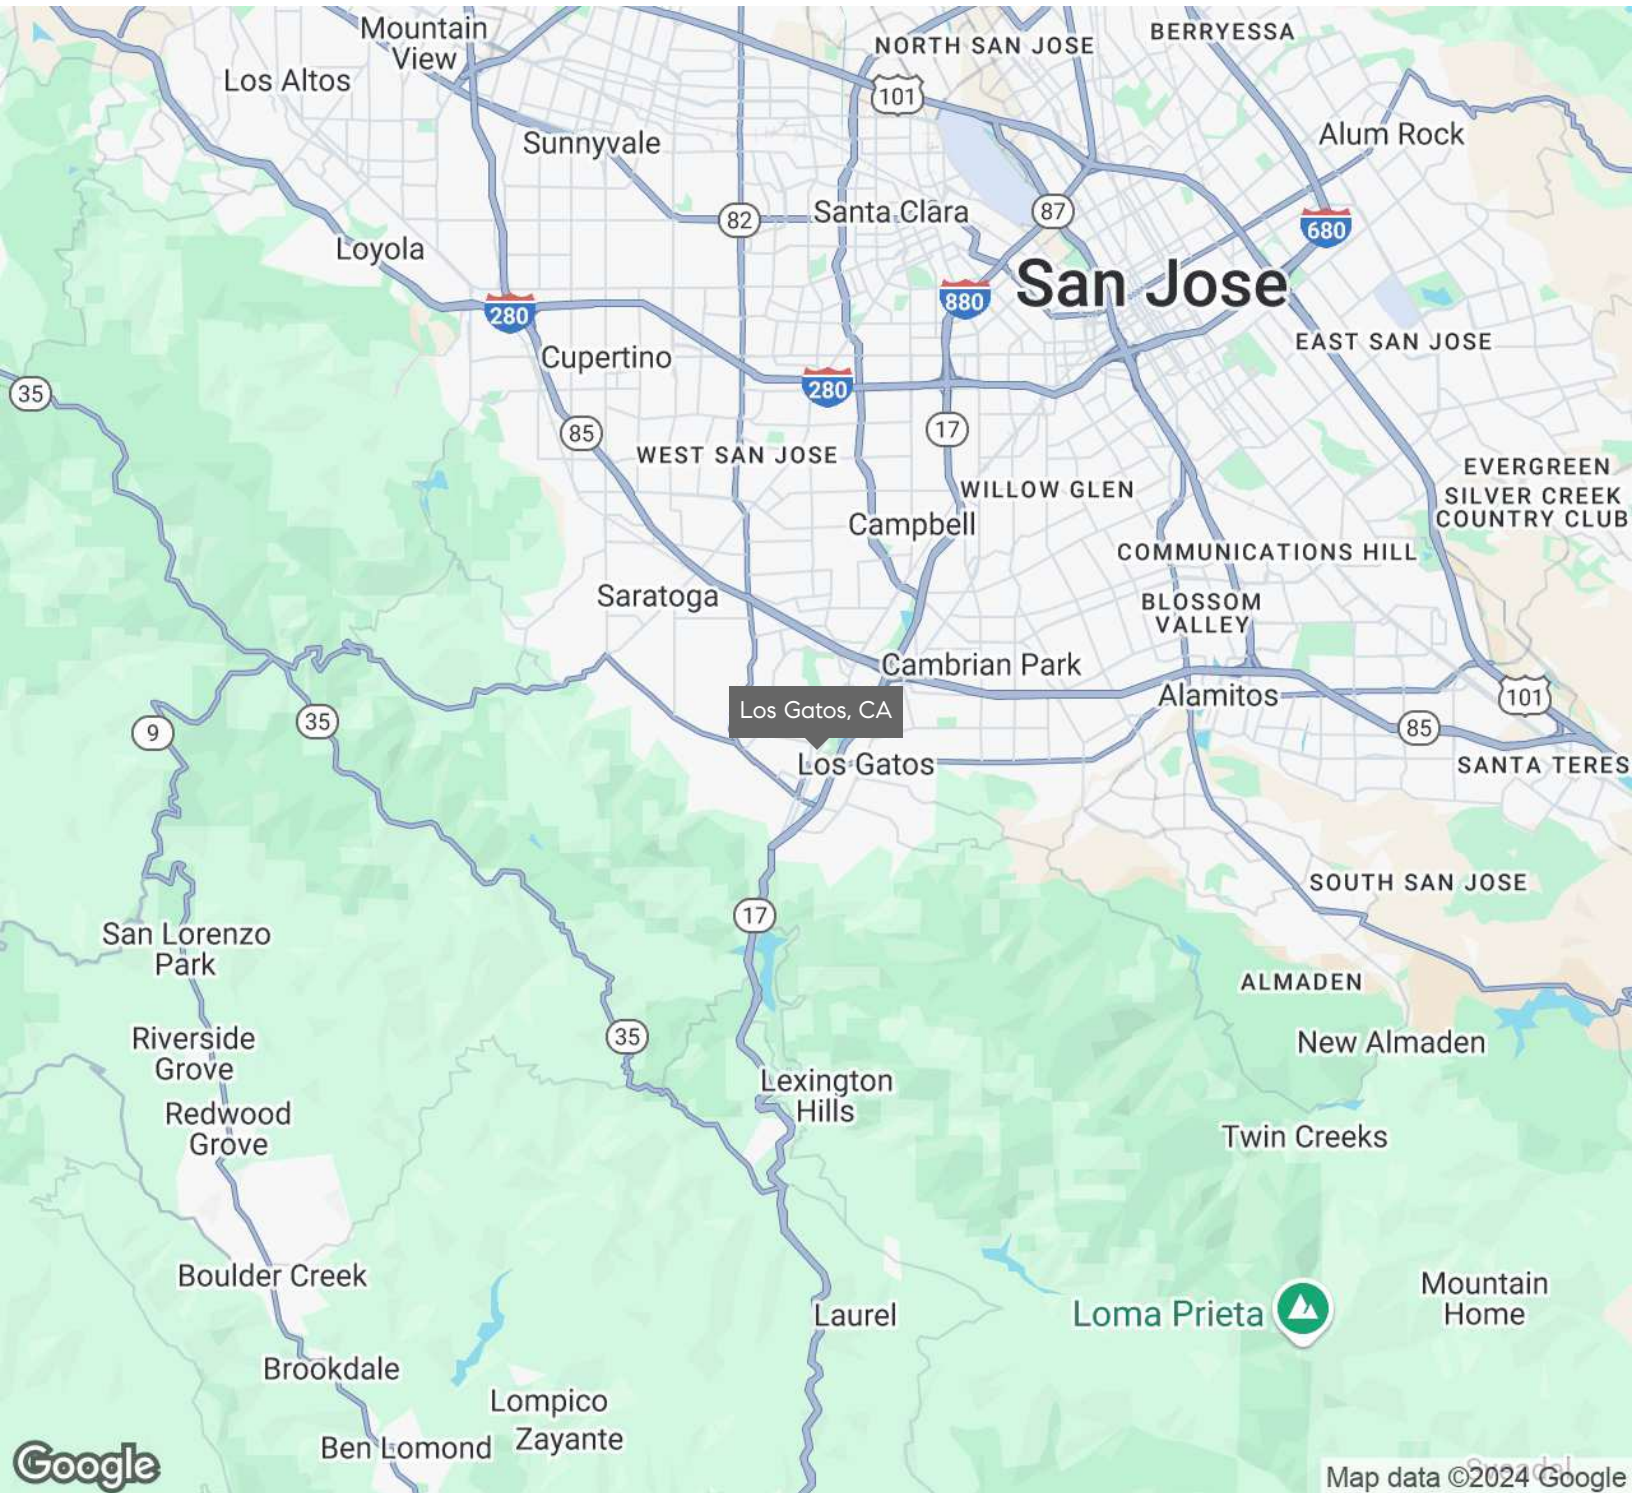 Mountain
View
NORTH SAN JOSE
BERRYESSA
Los Altos
101
Sunnyvale
Alum Rock
82
Santa Clara
87
680
Loyola
San Jose
880
280
EAST SAN JOSE
Cupertino
280
35
85
17
WEST SAN JOSE
EVERGREEN
WILLOW GLEN
SILVER CREEK
COUNTRY CLUB
Campbell
COMMUNICATIONS HILL
Saratoga
BLOSSOM
VALLEY
Cambrian Park
Alamitos
101
Los Gatos, CA
9
35
85
Los Gatos
SANTA TERES
SOUTH SAN JOSE
17
San Lorenzo
Park
ALMADEN
Riverside
Grove
35
New Almaden
Lexington
Hills
Redwood
Grove
Twin Creeks
Boulder Creek
Mountain
Home
Laurel
Loma Prieta
Brookdale
Lompico
Zayante
Ben Lomond
Google
Sveadal
Map data ©2024 Google